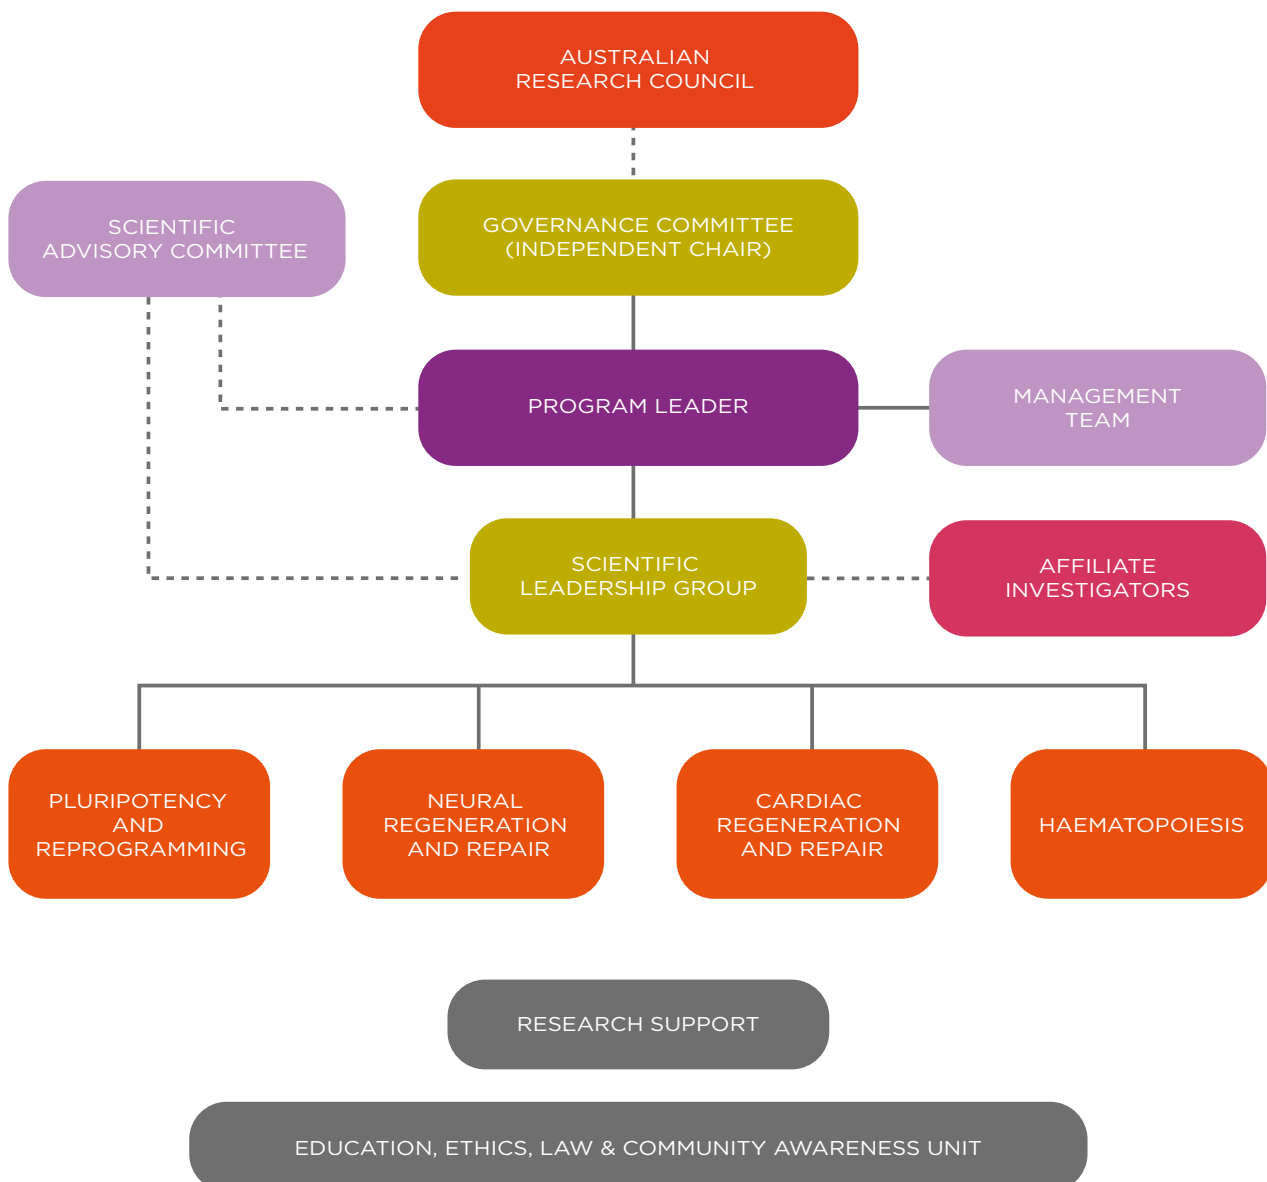 AUSTRALIAN
RESEARCH COUNCIL
SCIENTIFIC
ADVISORY COMMITTEE
GOVERNANCE COMMITTEE
(INDEPENDENT CHAIR)
PROGRAM LEADER
MANAGEMENT
TEAM
SCIENTIFIC
LEADERSHIP GROUP
AFFILIATE
INVESTIGATORS
PLURIPOTENCY
AND
REPROGRAMMING
NEURAL
REGENERATION
AND REPAIR
CARDIAC
REGENERATION
AND REPAIR
HAEMATOPOIESIS
RESEARCH SUPPORT
EDUCATION, ETHICS, LAW & COMMUNITY AWARENESS UNIT